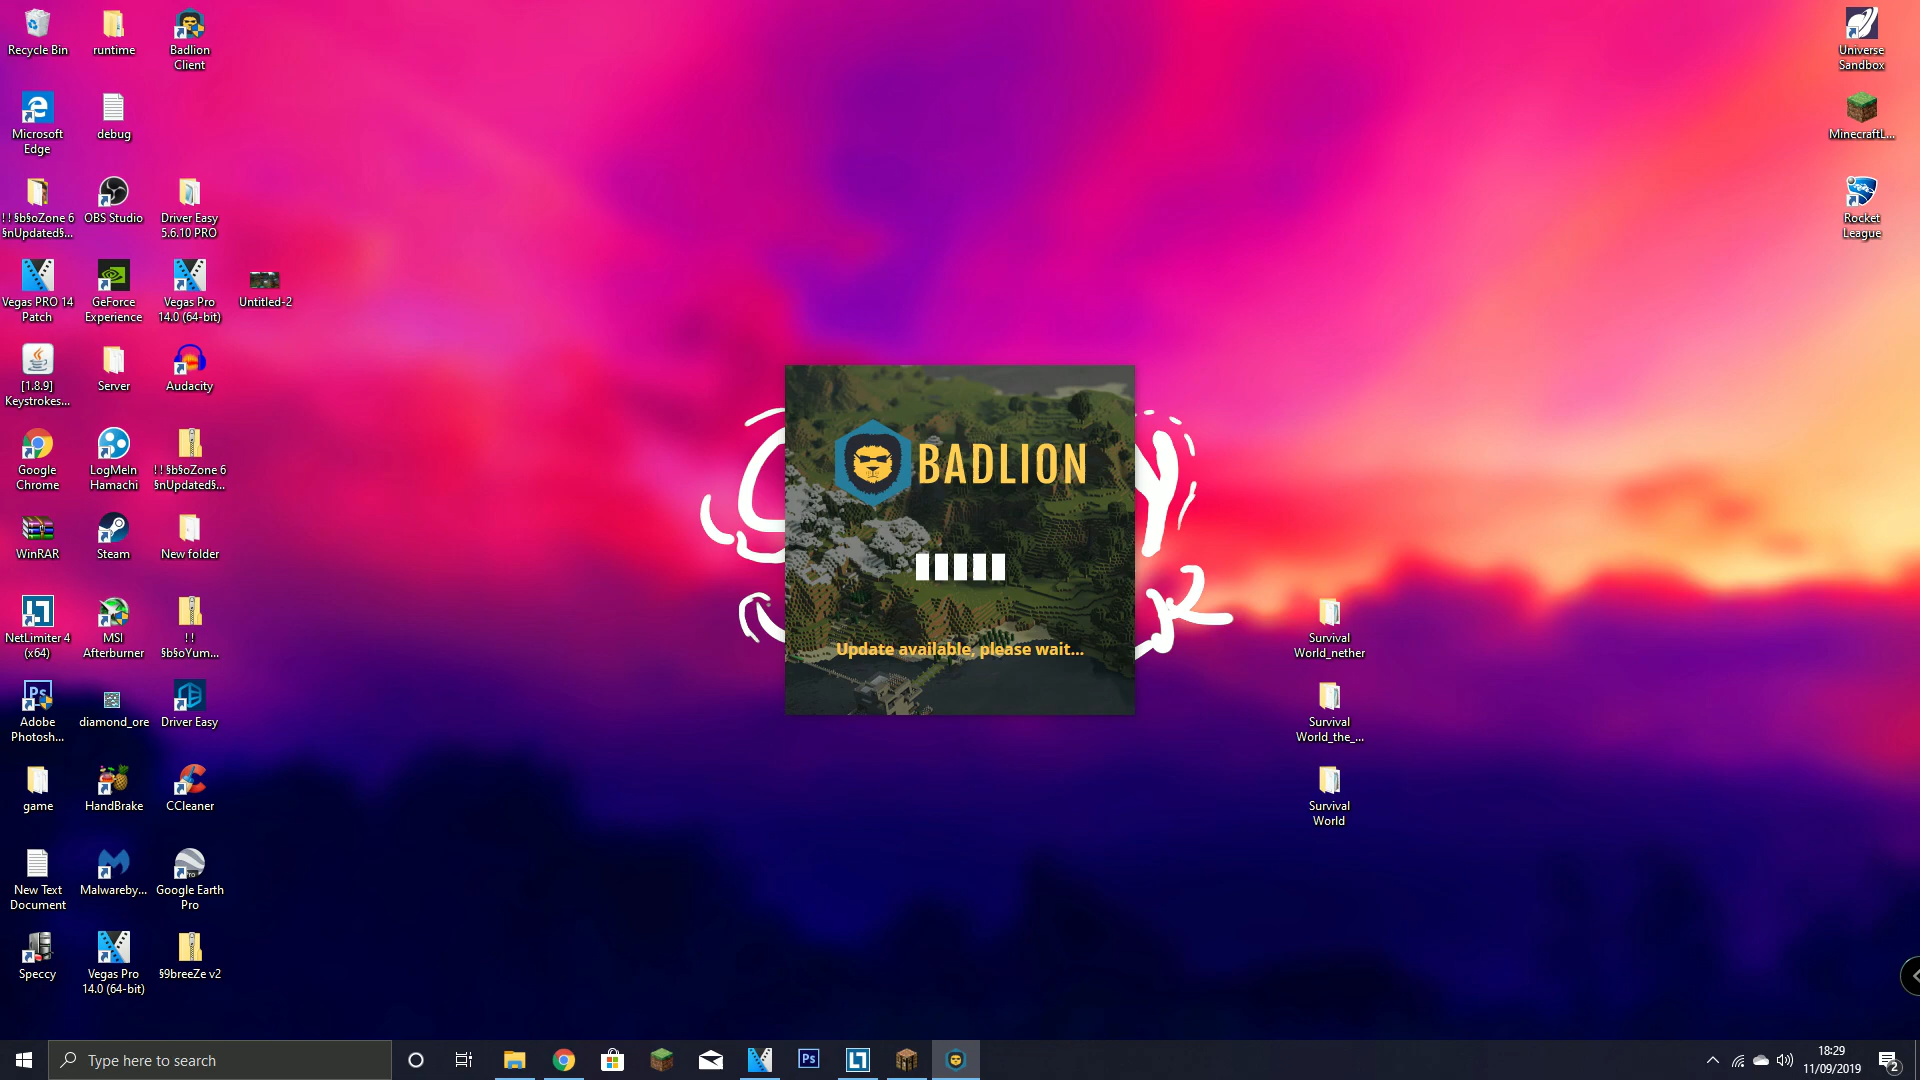 Recycle Bin
runtime
Badlion
Client
Microsoft
Edge
debug
! ! §b§oZone 6
§nUpdated§...
OBS Studio
Driver Easy
5.6.10 PRO
Vegas PRO 14
Patch
GeForce
Experience
Vegas Pro
14.0 (64-bit)
Untitled-2
[1.8.9]
Keystrokes...
Server
Audacity
Google
Chrome
LogMeIn
Hamachi
! ! §b§oZone 6
§nUpdated§...
WinRAR
Steam
New folder
NetLimiter 4
(x64)
MSI
Afterburner
! !
§b§oYum...
Adobe
Photosh...
diamond_ore
Driver Easy
game
HandBrake
CCleaner
New Text
Document
Malwareby...
Google Earth
Pro
Speccy
Vegas Pro
14.0 (64-bit)
§9breeZe v2
BADLION
Update available, please wait...
Universe
Sandbox
MinecraftL...
Rocket
League
Survival
World_nether
Survival
World_the_...
Survival
World
Type here to search
Ps
18:29
11/09/2019
2